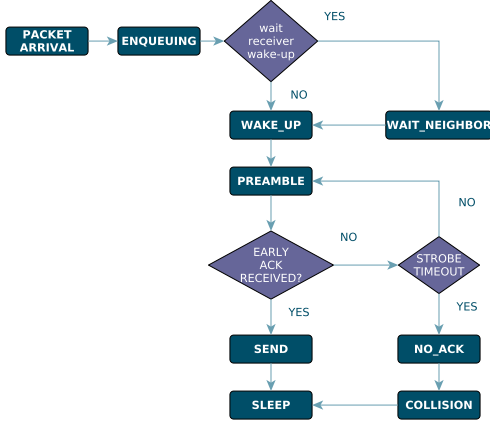 YES
PACKET
ARRIVAL
ENQUEUING
wait
receiver
wake-up
NO
WAKE_UP
WAIT_NEIGHBOR
PREAMBLE
NO
NO
EARLY
ACK
RECEIVED?
STROBE
TIMEOUT
YES
YES
SEND
NO_ACK
SLEEP
COLLISION